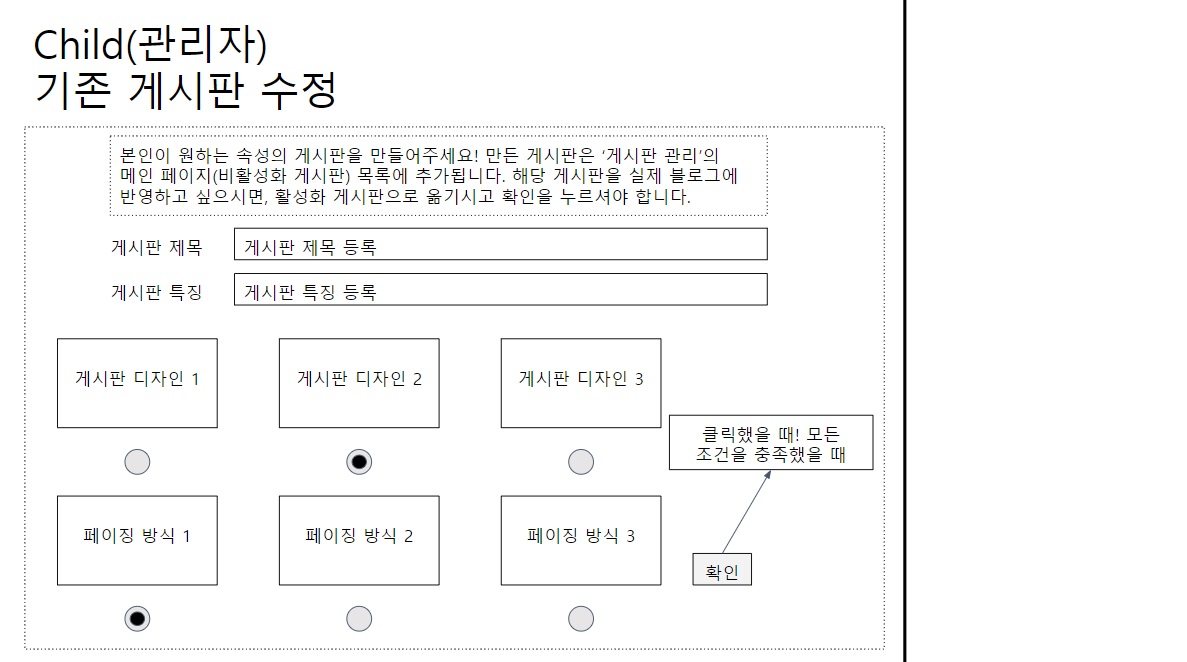 Child(관리자)
기존 게시판 수정
본인이 원하는 속성의 게시판을 만들어주세요! 만든 게시판은 ‘게시판 관리’의
메인 페이지(비활성화 게시판) 목록에 추가됩니다. 해당 게시판을 실제 블로그에
반영하고 싶으시면, 활성화 게시판으로 옮기시고 확인을 누르셔야 합니다.
게시판 제목
게시판 제목 등록
게시판 특징
게시판 특징 등록
게시판 디자인 1
게시판 디자인 2
게시판 디자인 3
클릭했을 때! 모든
조건을 충족했을 때
페이징 방식 1
페이징 방식 2
페이징 방식 3
확인